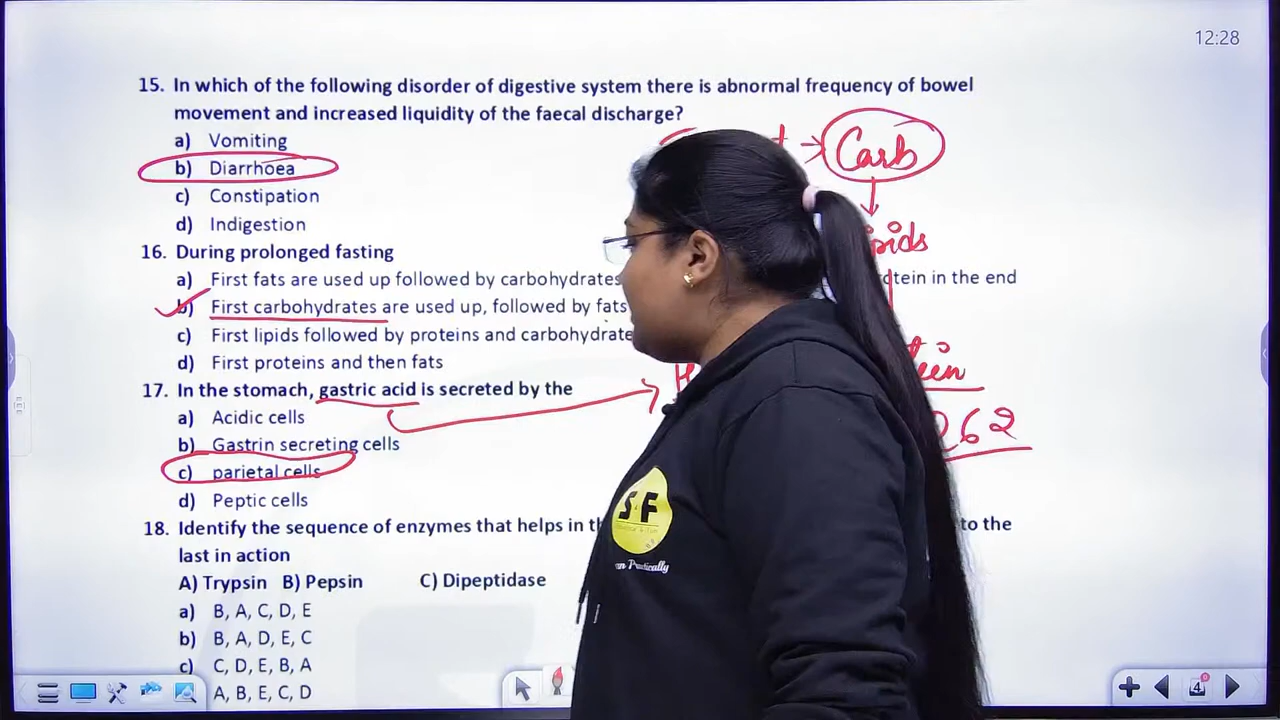 12:28
15. In which of the following disorder of digestive system there is abnormal frequency of bowel
movement and increased liquidity of the faecal discharge?
a) Vomiting
b) Diarrhoea
c) Constipation
d) Indigestion
Carb
16. During prolonged fasting
a) First fats are used up followed by carbohydrates in the end
b) First carbohydrates are used up, followed by fats
c) First lipids followed by proteins and
d) First proteins and then fats
17. In the stomach, gastric acid is secreted by the
a) Acidic cells
b) Gastrin secreting cells
c) parietal cells
d) Peptic cells
62
18. Identify the sequence of enzymes that helps in to the
last in action
A) Trypsin B) Pepsin C) Dipeptidase
a) B, A, C, D, E
b) B, A, D, E, C
c) C, D, E, B, A
A, B, E, C, D
S F
4